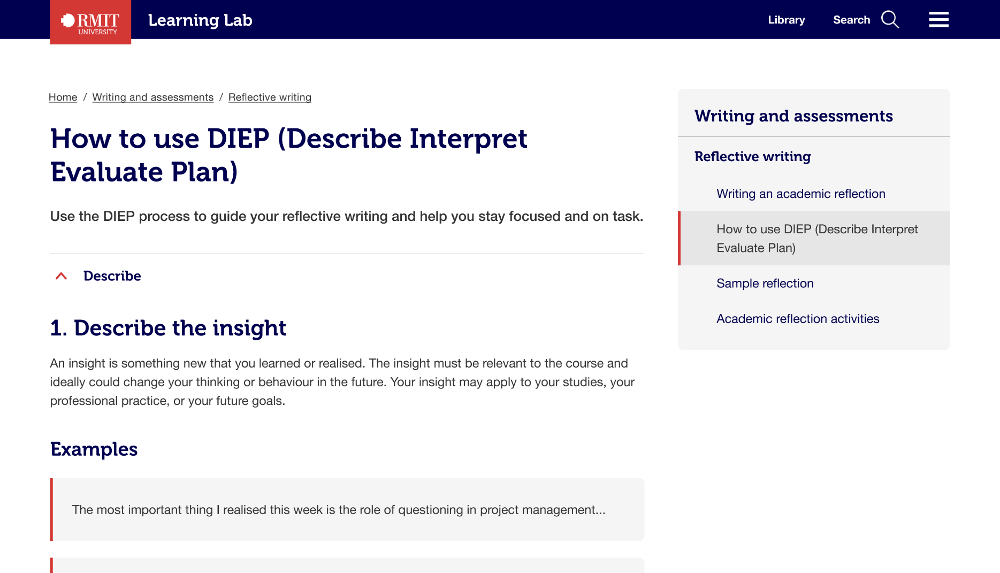 RMIT
UNIVERSITY
Learning Lab
Library
Search
Home / Writing and assessments / Reflective writing
How to use DIEP (Describe Interpret
Evaluate Plan)
Use the DIEP process to guide your reflective writing and help you stay focused and on task.
Describe
1. Describe the insight
An insight is something new that you learned or realised. The insight must be relevant to the course and
ideally could change your thinking or behaviour in the future. Your insight may apply to your studies, your
professional practice, or your future goals.
Examples
The most important thing I realised this week is the role of questioning in project management...
Writing and assessments
Reflective writing
Writing an academic reflection
How to use DIEP (Describe Interpret
Evaluate Plan)
Sample reflection
Academic reflection activities